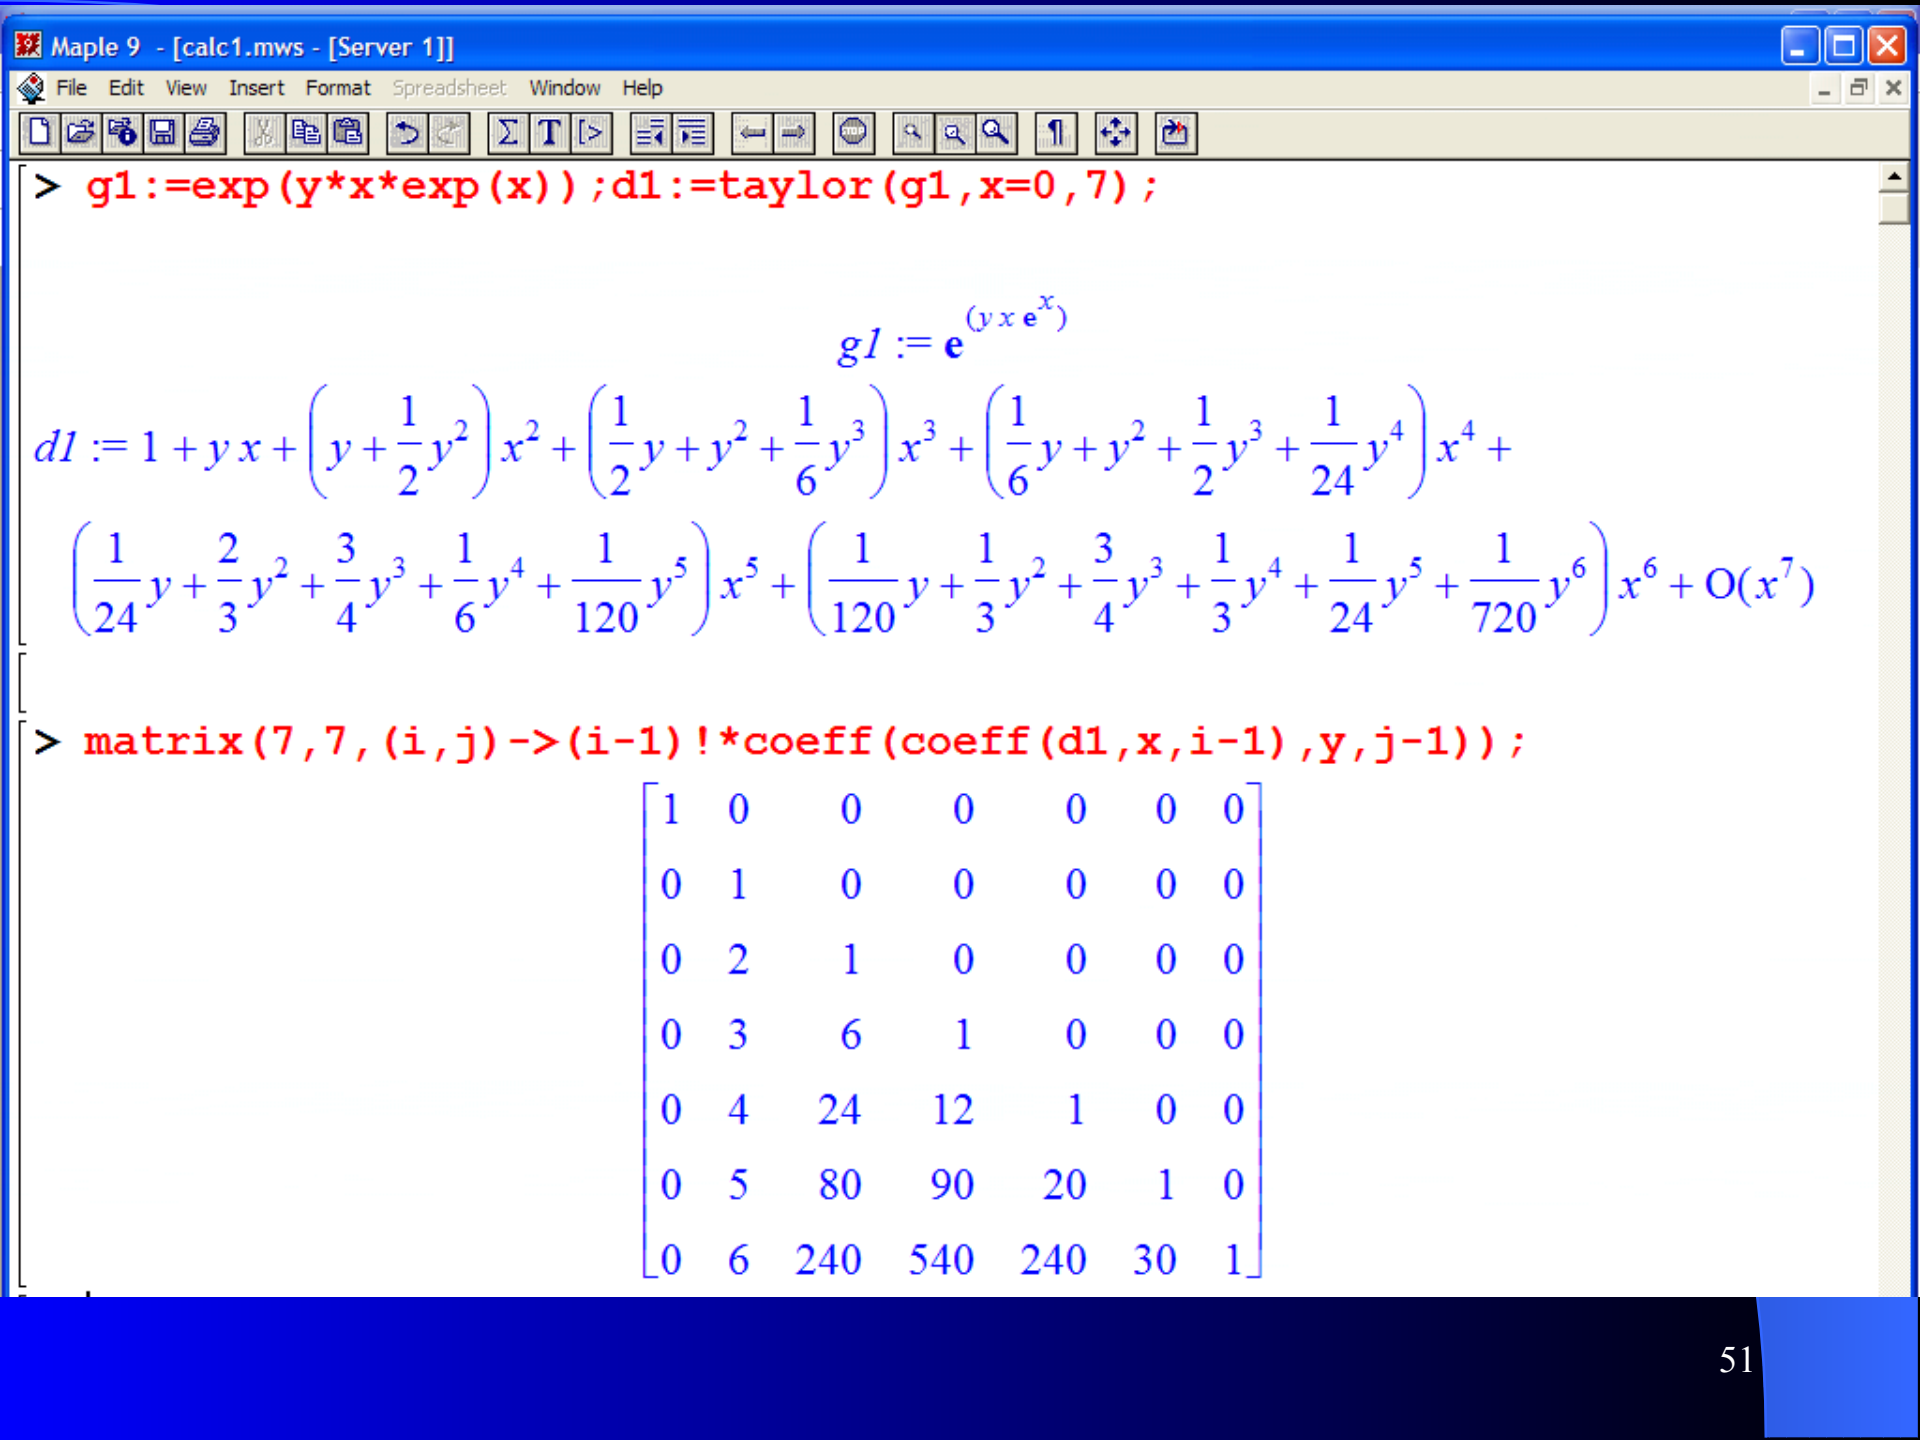 Maple 9 - [calc1.mws - [Server 1]]
File Edit View Insert Format Spreadsheet Window Help
> g1:=exp(y*x*exp(x));d1:=taylor(g1,x=0,7);
g1 := e^(y x e^x)
d1 := 1 + y x + (y + 1/2 y^2) x^2 + (1/2 y + y^2 + 1/6 y^3) x^3 + (1/6 y + y^2 + 1/2 y^3 + 1/24 y^4) x^4 +
(1/24 y + 2/3 y^2 + 3/4 y^3 + 1/6 y^4 + 1/120 y^5) x^5 + (1/120 y + 1/3 y^2 + 3/4 y^3 + 1/3 y^4 + 1/24 y^5 + 1/720 y^6) x^6 + O(x^7)
> matrix(7,7,(i,j)->(i-1)!*coeff(coeff(d1,x,i-1),y,j-1));
1 0 0 0 0 0 0
0 1 0 0 0 0 0
0 2 1 0 0 0 0
0 3 6 1 0 0 0
0 4 24 12 1 0 0
0 5 80 90 20 1 0
0 6 240 540 240 30 1
51